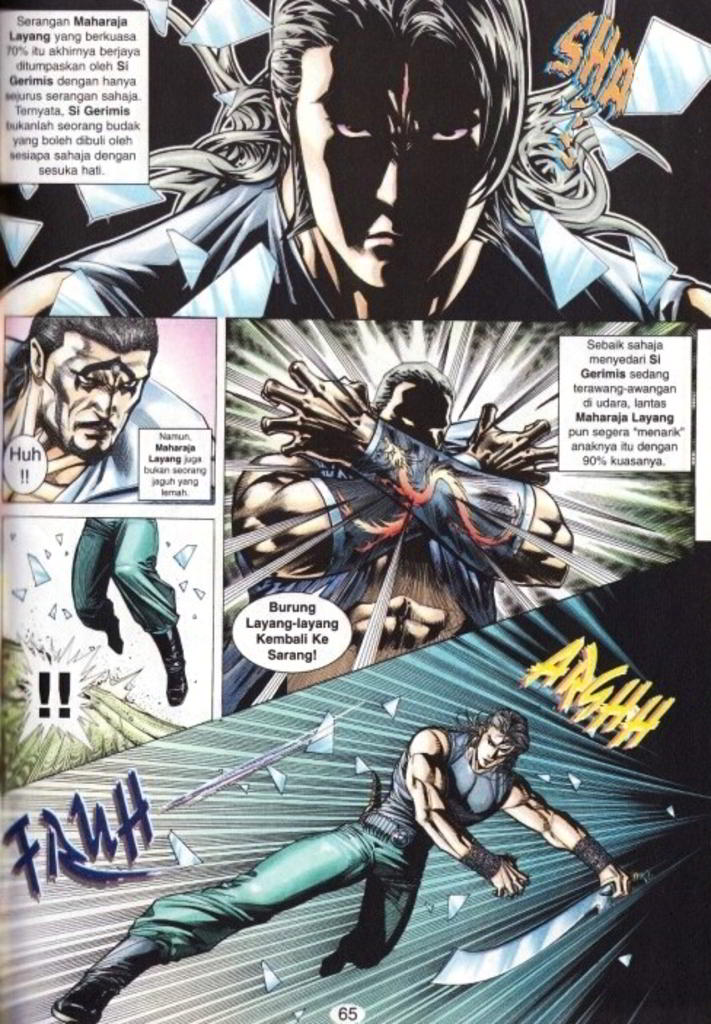 Serangan Maharaja
Layang yang berkuasa
70% itu akhirnya berjaya
ditumpaskan oleh Si
Gerimis dengan hanya
sejurus serangan sahaja.
Ternyata, Si Gerimis
bukanlah seorang budak
yang boleh dibuli oleh
sesiapa sahaja dengan
sesuka hati.
SHA
Huh
!!
Namun,
Maharaja
Layang juga
bukan seorang
jaguh yang
lemah.
Sebaik sahaja
menyedari Si
Gerimis sedang
terawang-awangan
di udara, lantas
Maharaja Layang
pun segera "menarik"
anaknya itu dengan
90% kuasanya.
Burung
Layang-layang
Kembali Ke
Sarang!
!!
ARGHH
FRUH
65